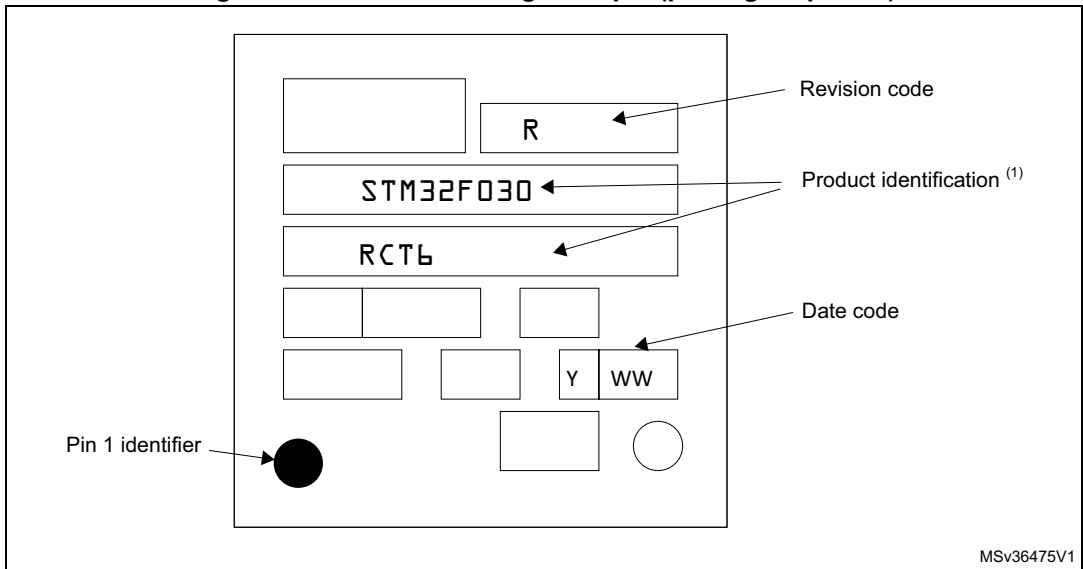 Revision code
R
STM32F030
Product identification (1)
RCT6
Date code
Y WW
Pin 1 identifier
MSv36475V1